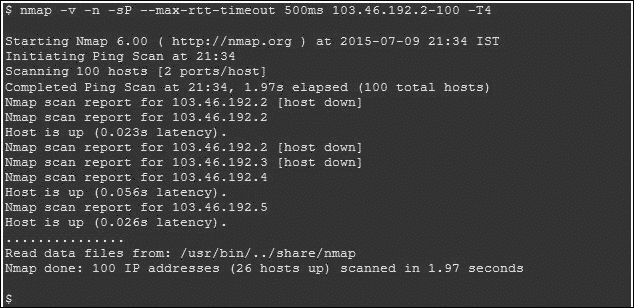 $ nmap -v -n -sP --max-rtt-timeout 500ms 103.46.192.2-100 -T4
Starting Nmap 6.00 ( http://nmap.org ) at 2015-07-09 21:34 IST
Initiating Ping Scan at 21:34
Scanning 100 hosts [2 ports/host]
Completed Ping Scan at 21:34, 1.97s elapsed (100 total hosts)
Nmap scan report for 103.46.192.2 [host down]
Nmap scan report for 103.46.192.2
Host is up (0.023s latency).
Nmap scan report for 103.46.192.2 [host down]
Nmap scan report for 103.46.192.3 [host down]
Nmap scan report for 103.46.192.4
Host is up (0.056s latency).
Nmap scan report for 103.46.192.5
Host is up (0.026s latency).
...............
Read data files from: /usr/bin/../share/nmap
Nmap done: 100 IP addresses (26 hosts up) scanned in 1.97 seconds
$